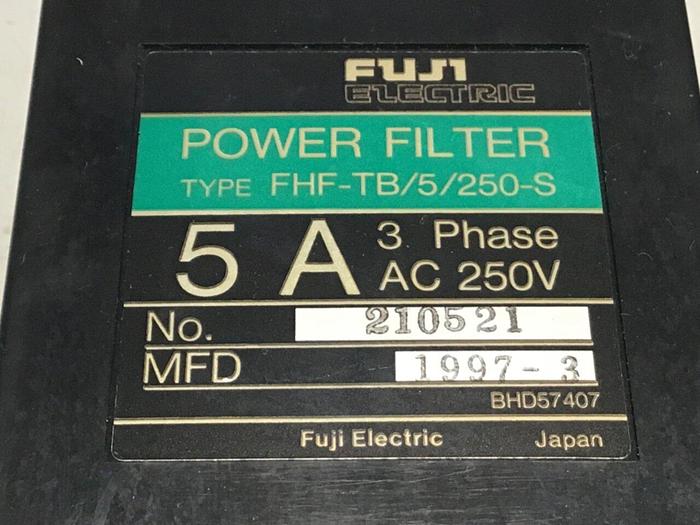 FUJI
ELECTRIC
POWER FILTER
TYPE FHF-TB/5/250-S
5 A 3 Phase
AC 250V
No. 210521
MFD 1997-3
BHD57407
Fuji Electric Japan